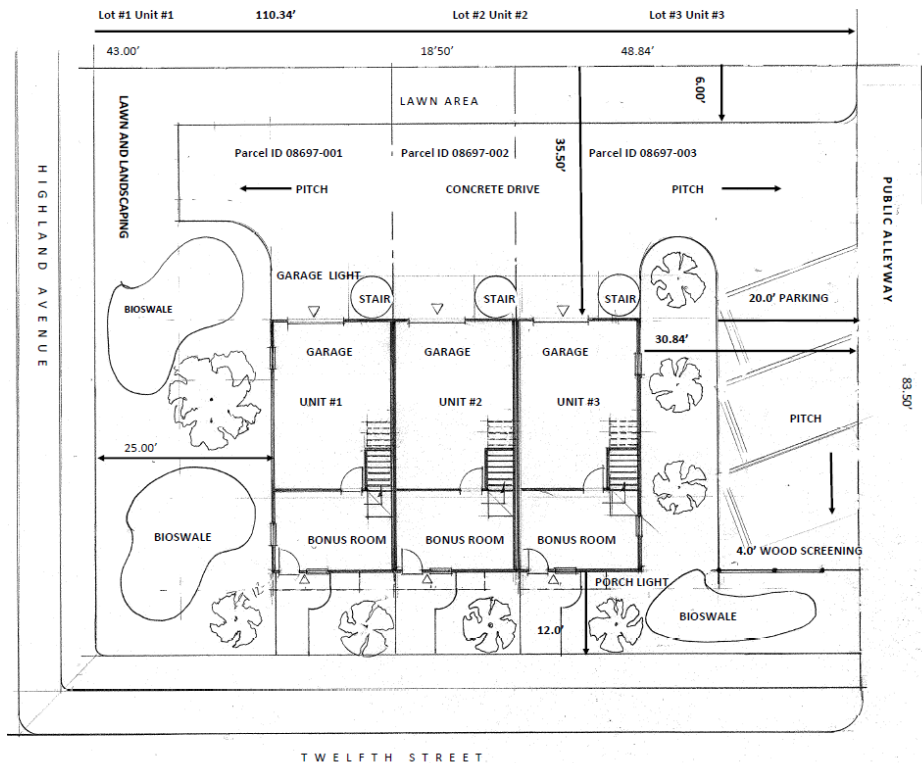 Lot #1 Unit #1 110.34’ Lot #2 Unit #2 Lot #3 Unit #3
43.00’ 18’50’ 48.84’
6.00’
LAWN AREA
LAWN AND LANDSCAPING
35.50’
Parcel ID 08697-001 Parcel ID 08697-002 Parcel ID 08697-003
PITCH CONCRETE DRIVE PITCH
HIGHLAND AVENUE
PUBLIC ALLEYWAY
GARAGE LIGHT
STAIR STAIR STAIR
BIOSWALE
20.0’ PARKING
30.84’
GARAGE GARAGE GARAGE
UNIT #1 UNIT #2 UNIT #3
83.50’
PITCH
25.00’
BIOSWALE
BONUS ROOM BONUS ROOM BONUS ROOM
4.0’ WOOD SCREENING
PORCH LIGHT
12.0’
BIOSWALE
TWELFTH STREET